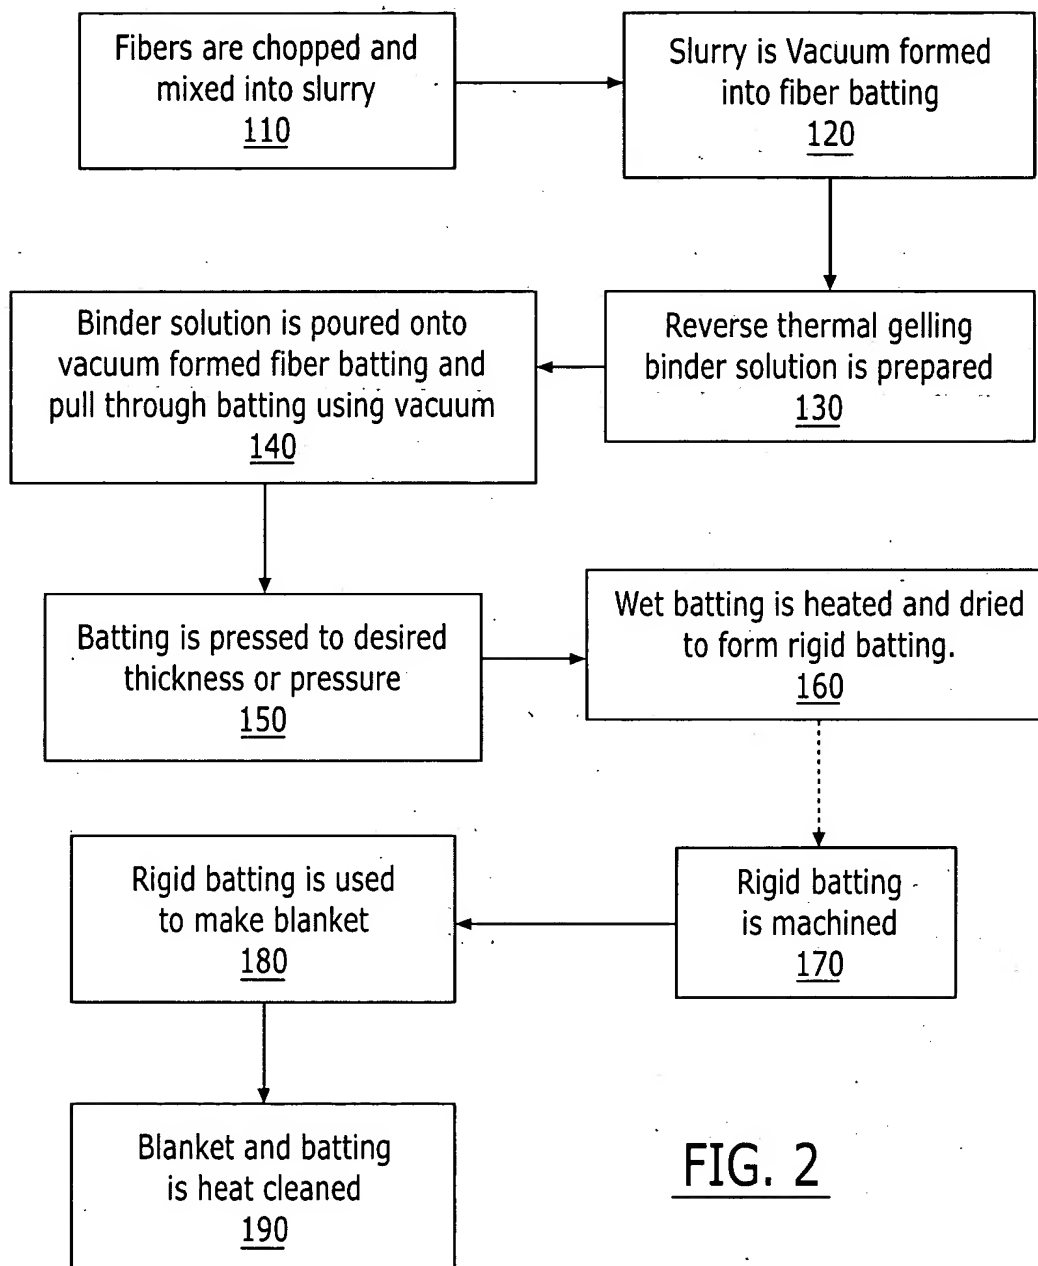 Fibers are chopped and
mixed into slurry
110
Slurry is Vacuum formed
into fiber batting
120
Reverse thermal gelling
binder solution is prepared
130
Binder solution is poured onto
vacuum formed fiber batting and
pull through batting using vacuum
140
Batting is pressed to desired
thickness or pressure
150
Wet batting is heated and dried
to form rigid batting.
160
Rigid batting
is machined
170
Rigid batting is used
to make blanket
180
Blanket and batting
is heat cleaned
190
FIG. 2